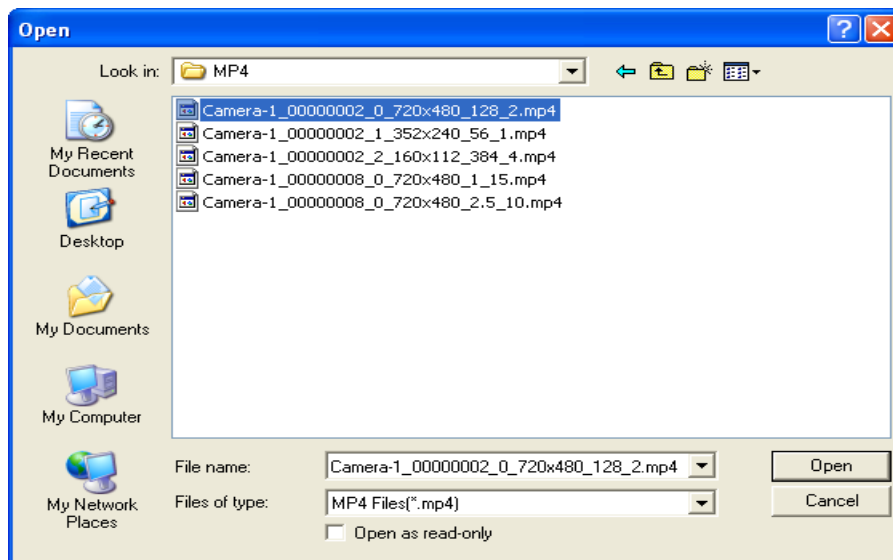 Open
Look in: MP4
Camera-1_00000002_0_720x480_128_2.mp4
Camera-1_00000002_1_352x240_56_1.mp4
Camera-1_00000002_2_160x112_384_4.mp4
Camera-1_00000008_0_720x480_1_15.mp4
Camera-1_00000008_0_720x480_2.5_10.mp4
My Recent
Documents
Desktop
My Documents
My Computer
My Network
Places
File name: Camera-1_00000002_0_720x480_128_2.mp4 Open
Files of type: MP4 Files(*.mp4) Cancel
Open as read-only